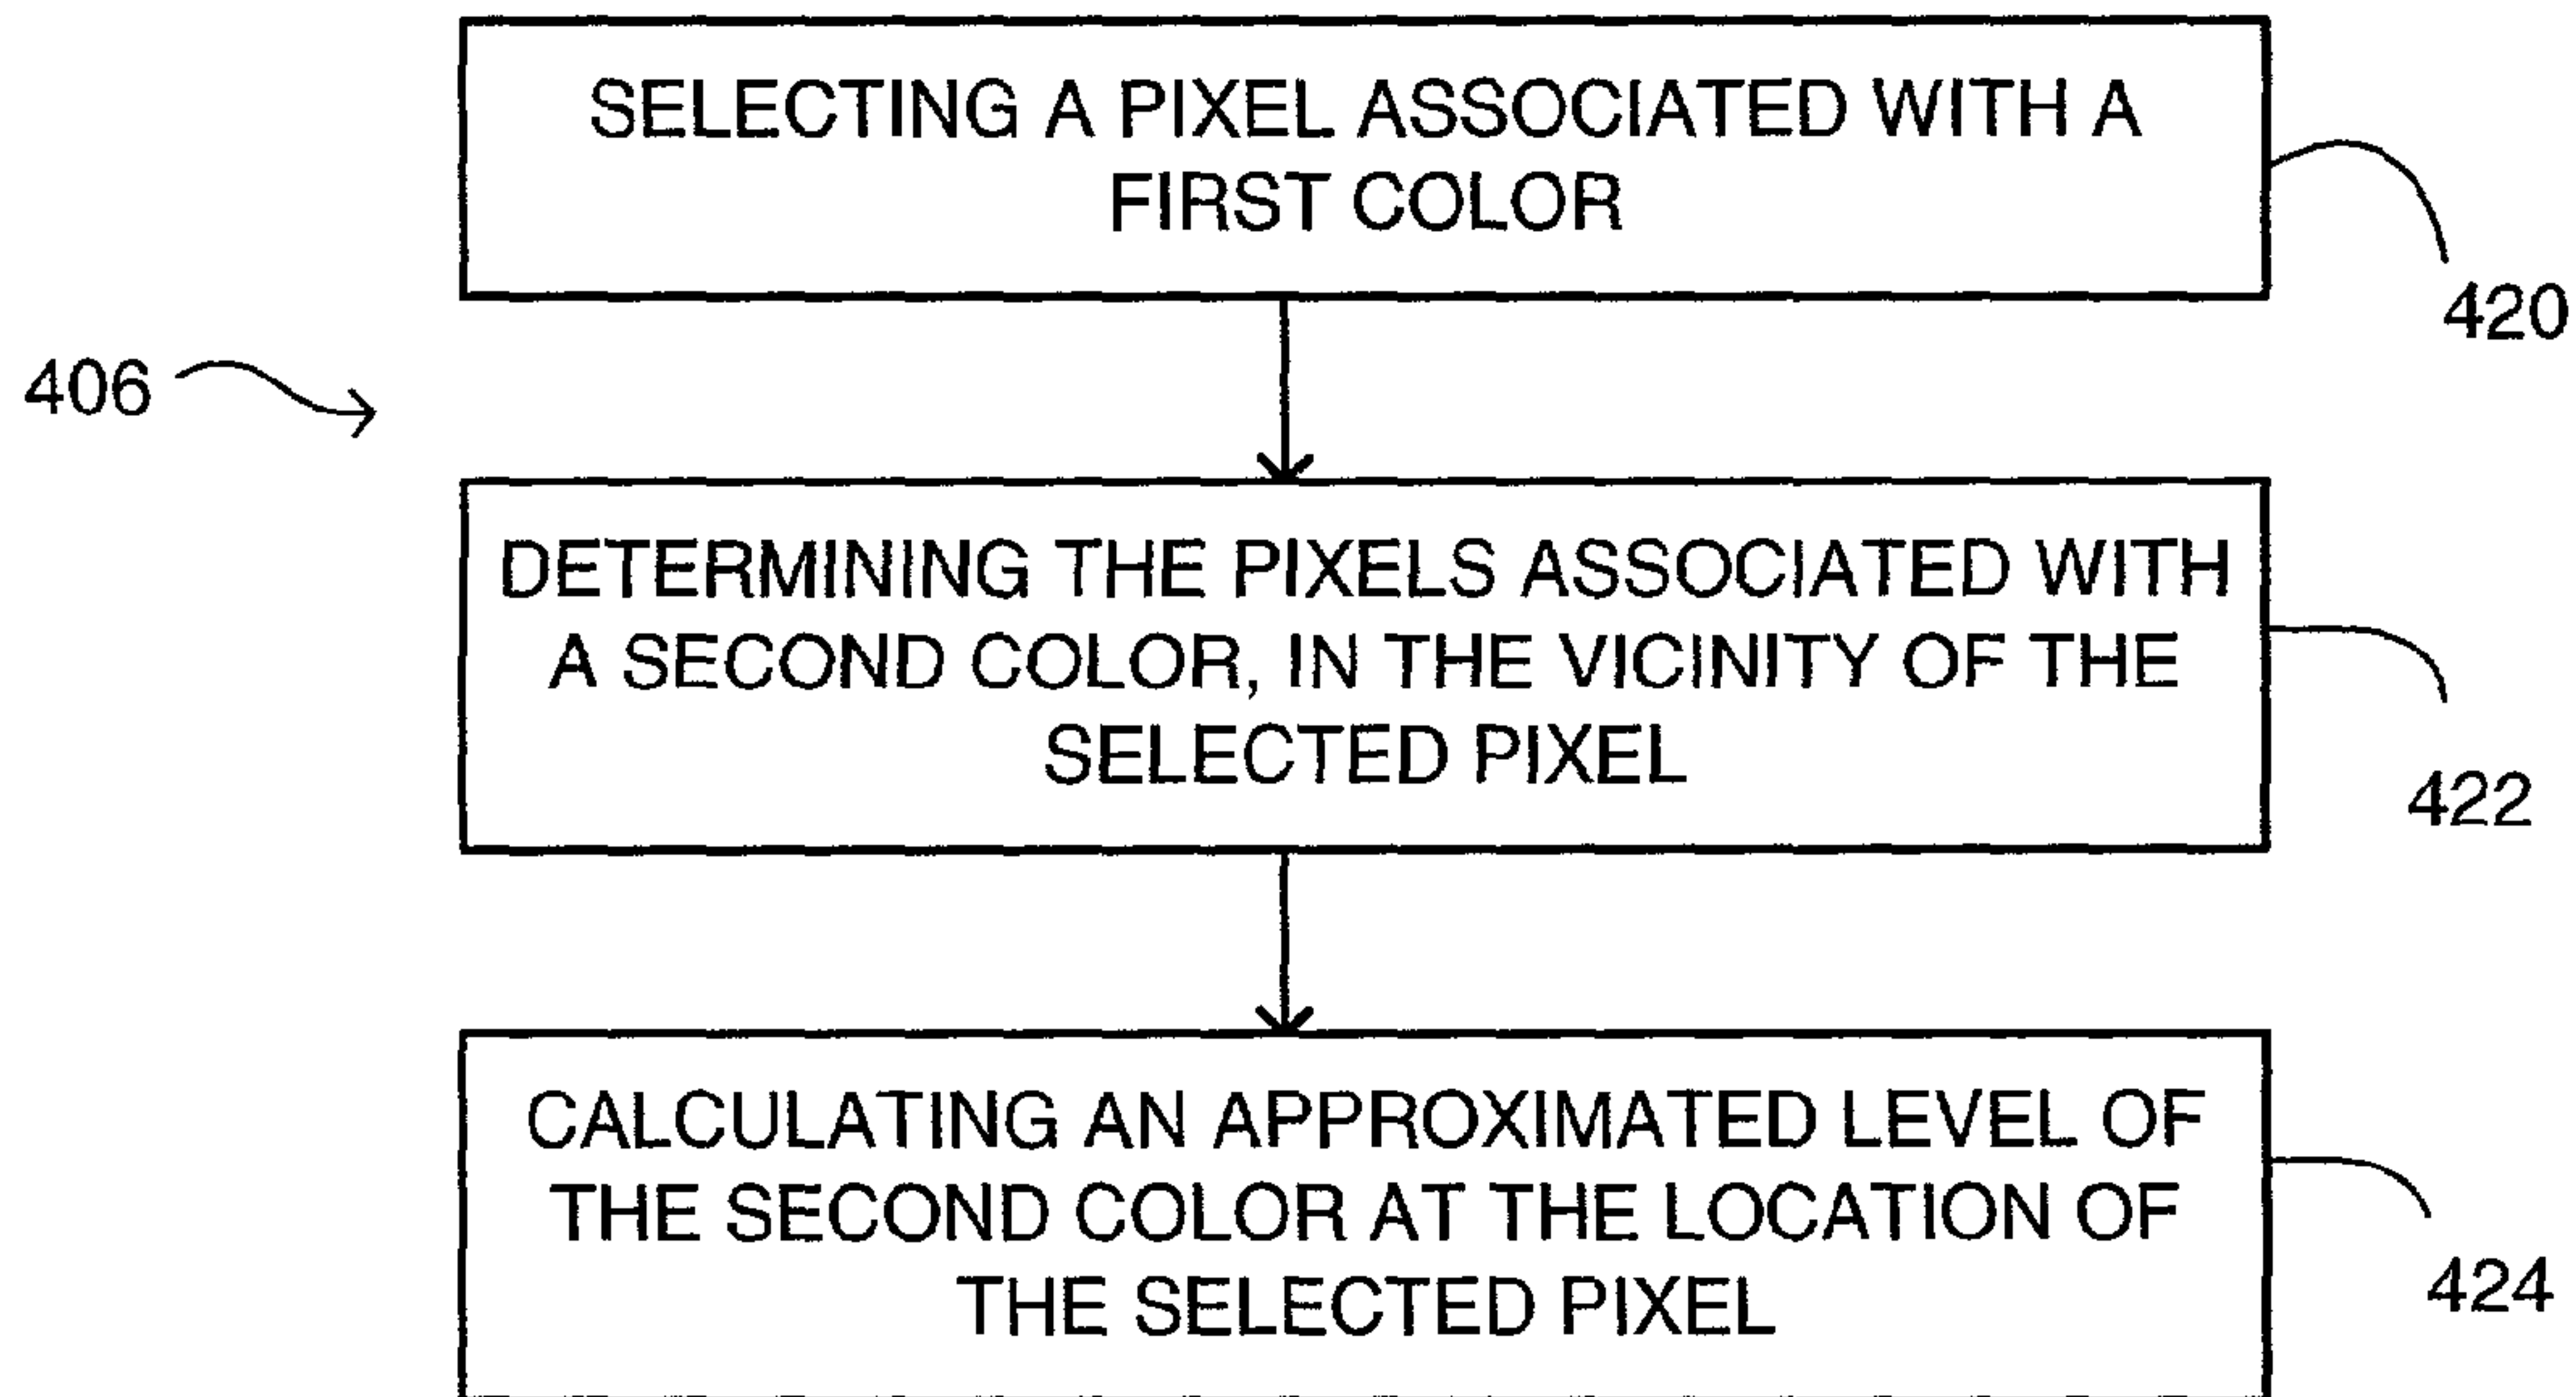 SELECTING A PIXEL ASSOCIATED WITH A
FIRST COLOR
420
406
DETERMINING THE PIXELS ASSOCIATED WITH
A SECOND COLOR, IN THE VICINITY OF THE
SELECTED PIXEL
422
CALCULATING AN APPROXIMATED LEVEL OF
THE SECOND COLOR AT THE LOCATION OF
THE SELECTED PIXEL
424